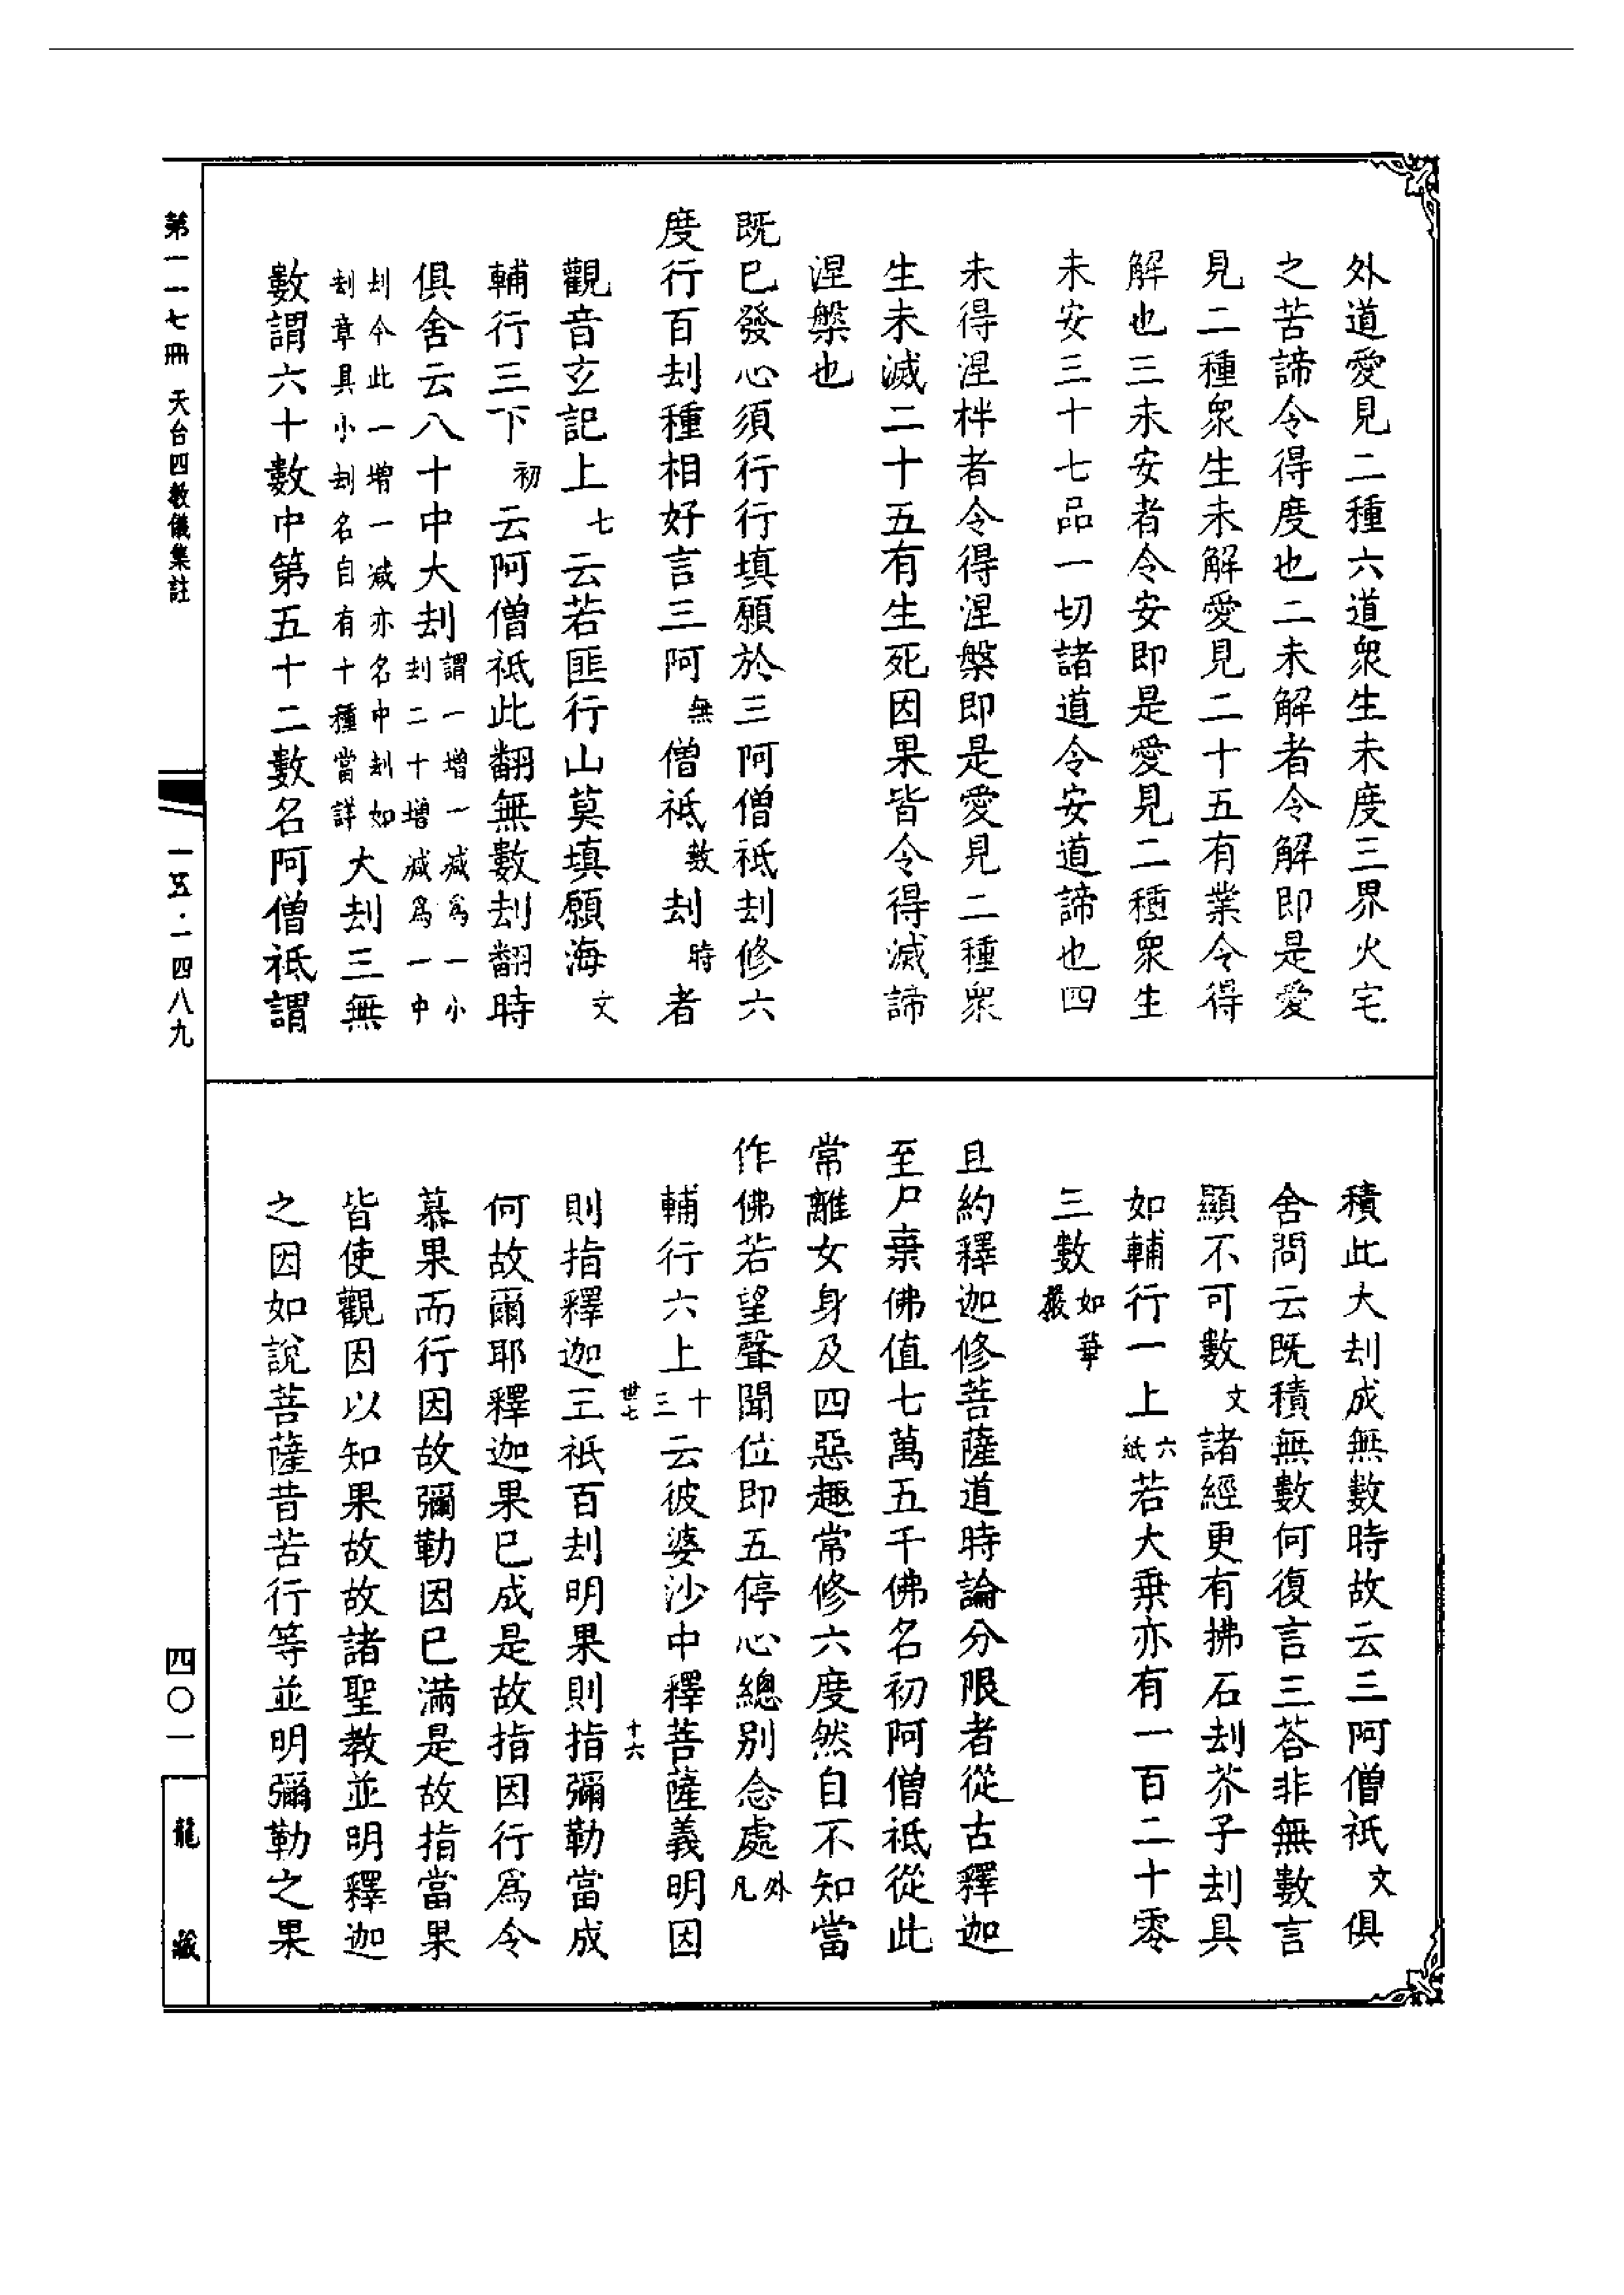 外道愛見二種六道衆生未度三界火宅
之苦諦令得度也二未解者令解即是愛
見二種衆生未解愛見二十五有業令得
解也三未安者令安即是愛見二種衆生
未安三十七品一切諸道令安道諦也四
未得涅柈者令得涅槃即是愛見二種衆
生未滅二十五有生死因果皆令得滅諦
涅槃也
既已發心須行行填願於三阿僧祇刦修六
度行百刦種相好言三阿無僧祇數刦時者
觀音玄記上七云若匪行山莫填願海文
輔行三下初云阿僧祇此翻無數刦翻時
俱舍云八十中大刦謂一增一減爲一小刦二十增減爲一中
刦今此一增一減亦名中刦如刦章具小刦名自有十種當詳大刦三無
數謂六十數中第五十二數名阿僧祇謂
積此大刦成無數時故云三阿僧祇文俱
舍問云既積無數何復言三荅非無數言
顯不可數文諸經更有拂石刦芥子刦具
如輔行一上六紙若大乗亦有一百二十零
三數如華嚴
且約釋迦修菩薩道時論分限者從古釋迦
至尸棄佛值七萬五千佛名初阿僧祇從此
常離女身及四惡趣常修六度然自不知當
作佛若望聲聞位即五停心總別念處外凡
輔行六上十三云彼婆沙中釋菩薩義明因
世七 十六
則指釋迦三祇百刦明果則指彌勒當成
何故爾耶釋迦果已成是故指因行爲令
慕果而行因故彌勒因已滿是故指當果
皆使觀因以知果故故諸聖教並明釋迦
之因如說菩薩昔苦行等並明彌勒之果
第一一七冊 天台四教儀集註
一五·一四八九
四〇一
龍藏